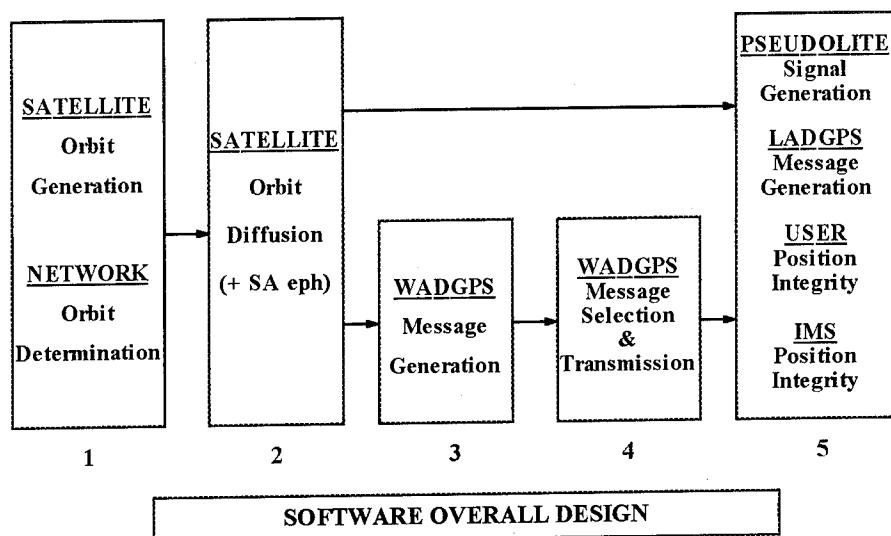 SATELLITE
Orbit
Generation
NETWORK
Orbit
Determination
1
SATELLITE
Orbit
Diffusion
(+ SA eph)
2
WADGPS
Message
Generation
3
WADGPS
Message
Selection
&
Transmission
4
PSEUDOLITE
Signal
Generation
LADGPS
Message
Generation
USER
Position
Integrity
IMS
Position
Integrity
5
SOFTWARE OVERALL DESIGN